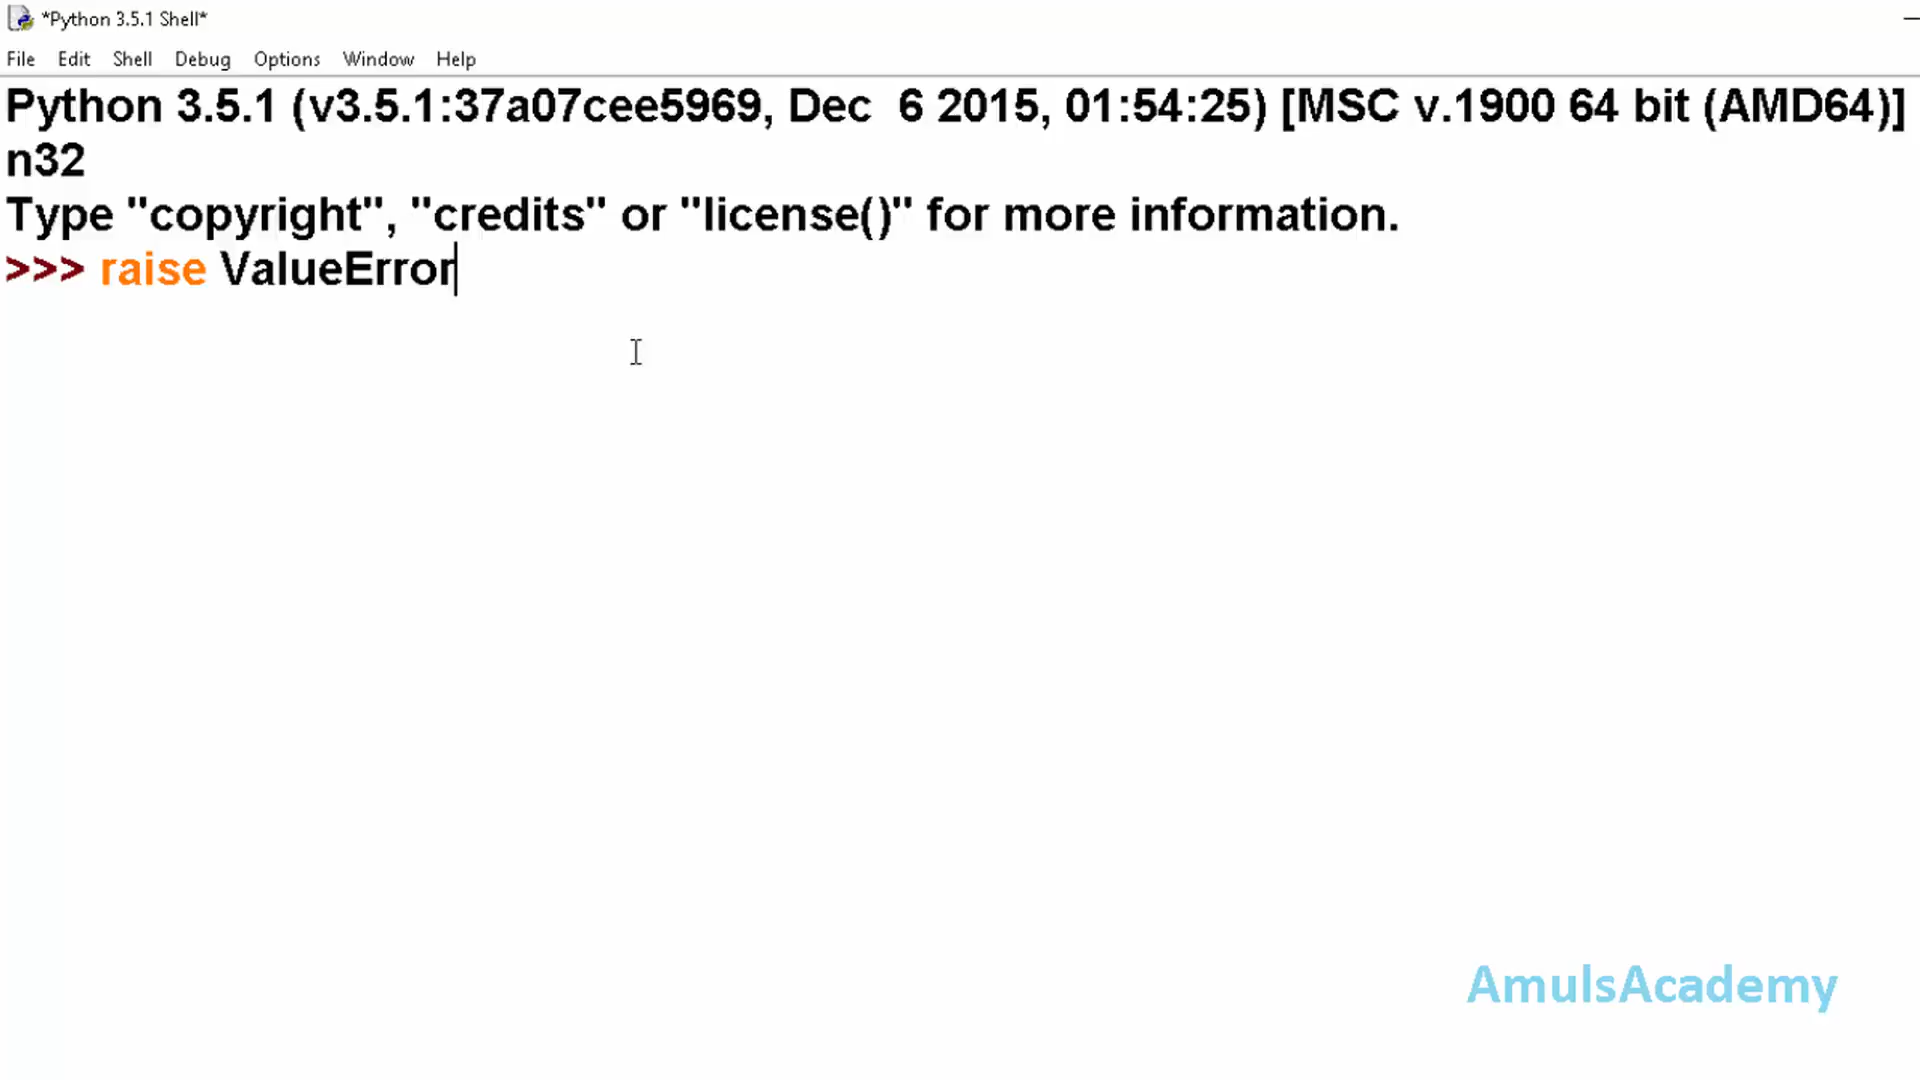 *Python 3.5.1 Shell*
File Edit Shell Debug Options Window Help
Python 3.5.1 (v3.5.1:37a07cee5969, Dec  6 2015, 01:54:25) [MSC v.1900 64 bit (AMD64)]
n32
Type "copyright", "credits" or "license()" for more information.
>>> raise ValueError
AmulsAcademy